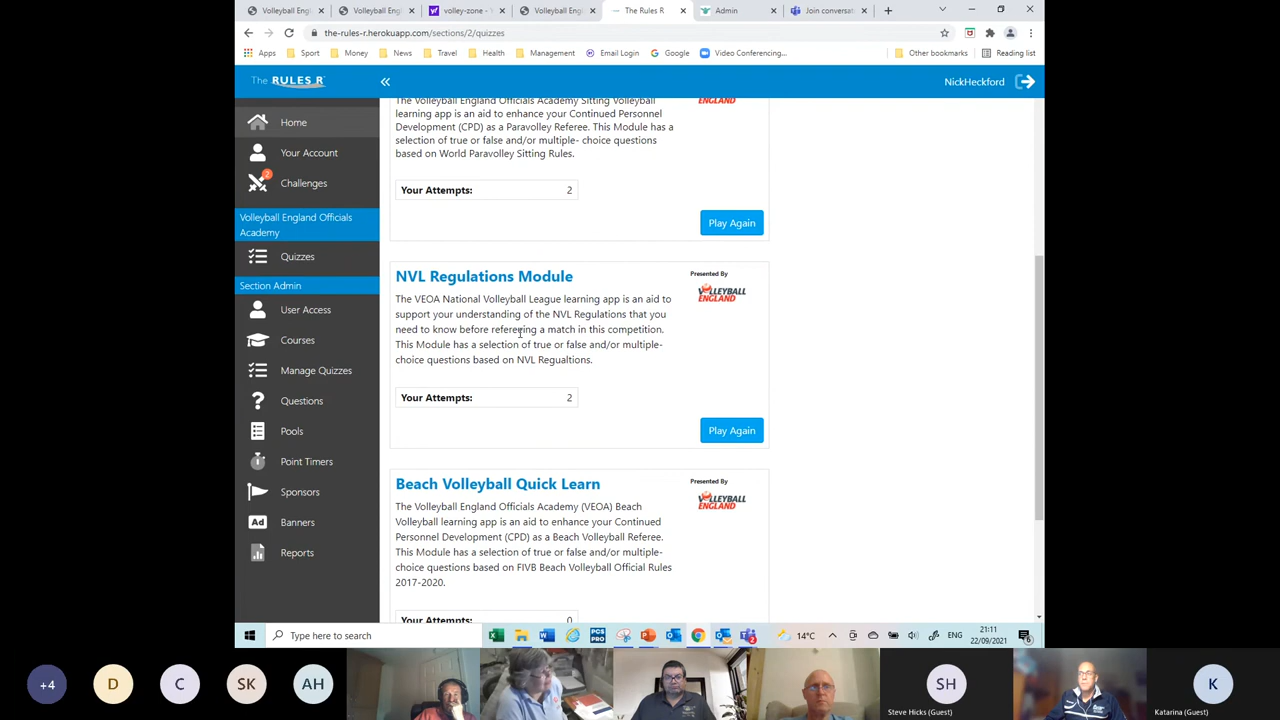 Volleyball Eng
Volleyball Eng
volley-zone - V
Volleyball Eng
The Rules R
Admin
Join conversat
the-rules-r.herokuapp.com/sections/2/quizzes
Apps
Sport
Money
News
Travel
Health
Management
Email Login
Google
Video Conferencing...
Other bookmarks
Reading list
The RULES R
«
NickHeckford
Home
Your Account
2
Challenges
Volleyball England Officials
Academy
Quizzes
Section Admin
User Access
Courses
Manage Quizzes
? Questions
Pools
Point Timers
Sponsors
Ad Banners
Reports
The Volleyball England Officials Academy Sitting Volleyball
learning app is an aid to enhance your Continued Personnel
Development (CPD) as a Paravolley Referee. This Module has a
selection of true or false and/or multiple- choice questions
based on World Paravolley Sitting Rules.
ENGLAND
Your Attempts: 2
Play Again
NVL Regulations Module
Presented By
VOLLEYBALL
ENGLAND
The VEOA National Volleyball League learning app is an aid to
support your understanding of the NVL Regulations that you
need to know before refereeing a match in this competition.
This Module has a selection of true or false and/or multiple-
choice questions based on NVL Regualtions.
Your Attempts: 2
Play Again
Beach Volleyball Quick Learn
Presented By
VOLLEYBALL
ENGLAND
The Volleyball England Officials Academy (VEOA) Beach
Volleyball learning app is an aid to enhance your Continued
Personnel Development (CPD) as a Beach Volleyball Referee.
This Module has a selection of true or false and/or multiple-
choice questions based on FIVB Beach Volleyball Official Rules
2017-2020.
Your Attempts: 0
Type here to search
PCS
PRO
14°C
ENG
21:11
22/09/2021
6
+4
D
C
SK
AH
SH
Steve Hicks (Guest)
K
Katarina (Guest)